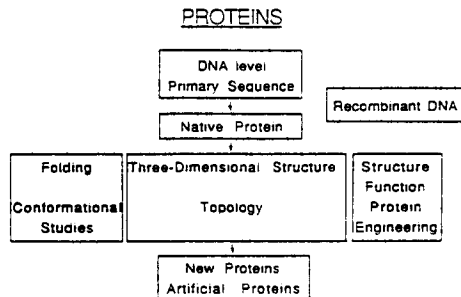 PROTEINS
DNA level
Primary Sequence
Recombinant DNA
Native Protein
Folding
Conformational
Studies
Three-Dimensional Structure
Topology
Structure
Function
Protein
Engineering
New Proteins
Artificial Proteins